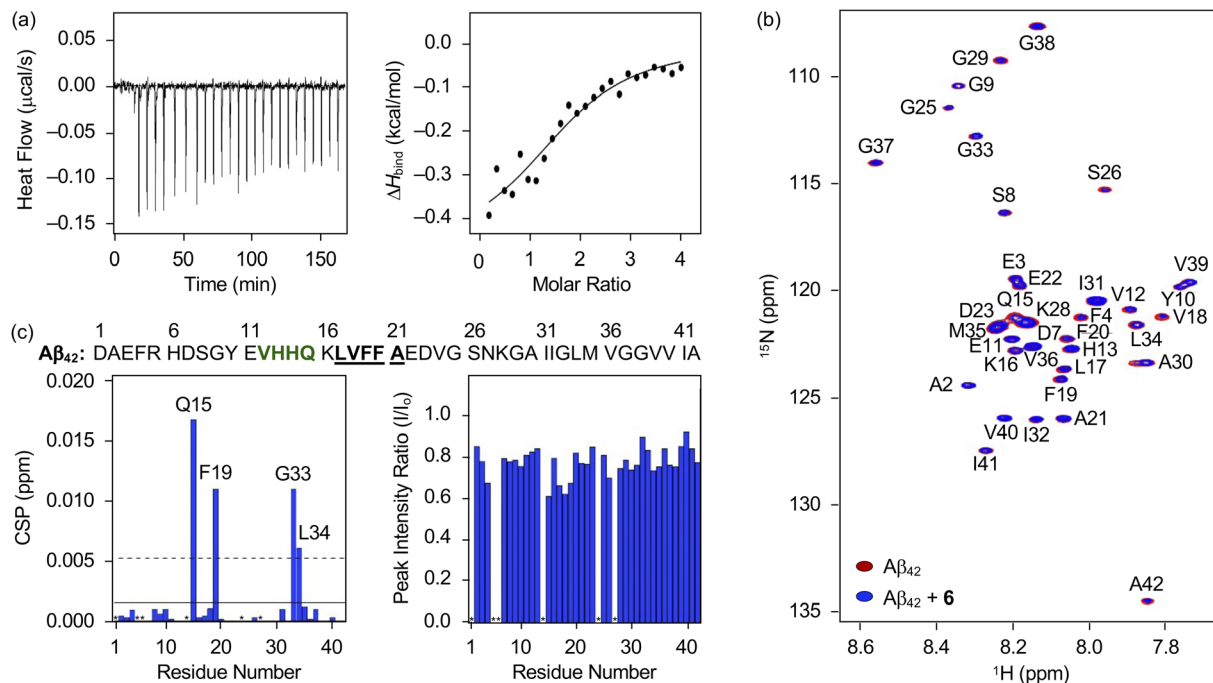 (a)
0.05
0.00
–0.05
–0.10
–0.15
Heat Flow (µcal/s)
0 50 100 150
Time (min)
0.0
–0.1
–0.2
–0.3
–0.4
ΔHbind (kcal/mol)
0 1 2 3 4
Molar Ratio
(b)
110
115
120
125
130
135
15N (ppm)
G38
G29
G9
G25
G33
G37
S26
S8
E3
E22
I31
V39
Q15
K28
V12
Y10
D23
F4
V18
M35
D7
F20
L34
E11
H13
K16
V36
L17
A30
A2
F19
V40
I32
A21
I41
A42
Aβ42
Aβ42 + 6
8.6 8.4 8.2 8.0 7.8
1H (ppm)
(c)
1 6 11 16 21 26 31 36 41
Aβ42: DAEFR HDSGY EVHHQ KLVFF AEDVG SNKGA IIGLM VGGVV IA
0.020
0.015
0.010
0.005
0.000
CSP (ppm)
Q15
F19
G33
L34
* ** * * *
1 10 20 30 40
Residue Number
1.0
0.8
0.6
0.4
0.2
0.0
Peak Intensity Ratio (I/Io)
* ** * * *
1 10 20 30 40
Residue Number